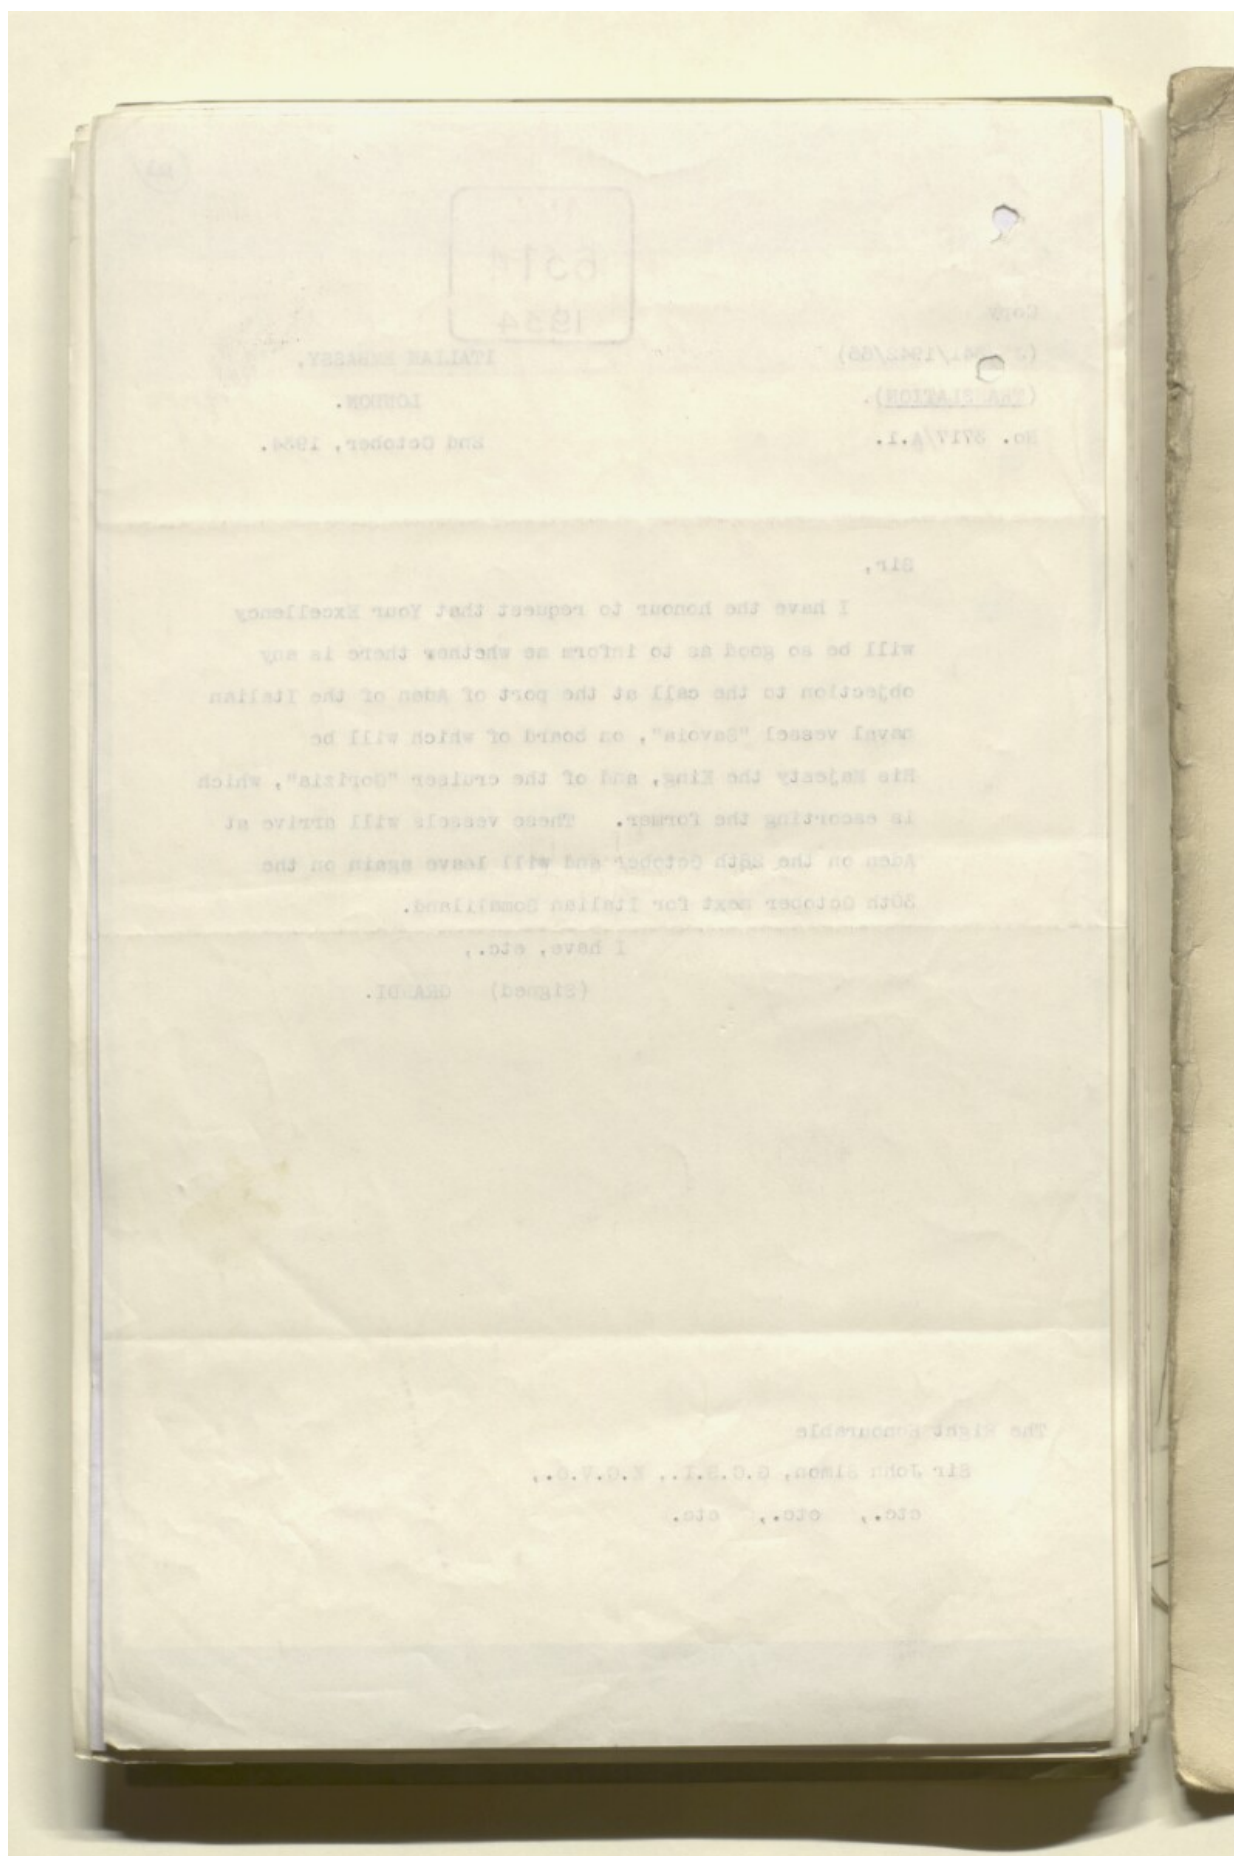 6314
1934
Copy
(TRANSLATION).
No. 3717/A.1.
ITALIAN EMBASSY,
LONDON.
2nd October, 1934.
Sir,
I have the honour to request that Your Excellency
will be so good as to inform me whether there is any
objection to the call at the port of Aden of the Italian
naval vessel "Savoia", on board of which will be
His Majesty the King, and of the cruiser "Gorizia", which
is escorting the former. These vessels will arrive at
Aden on the 28th October and will leave again on the
30th October next for Italian Somaliland.
I have, etc.,
(Signed) GRANDI.
The Right Honourable
Sir John Simon, G.C.S.I., K.C.V.O.,
etc., etc., etc.